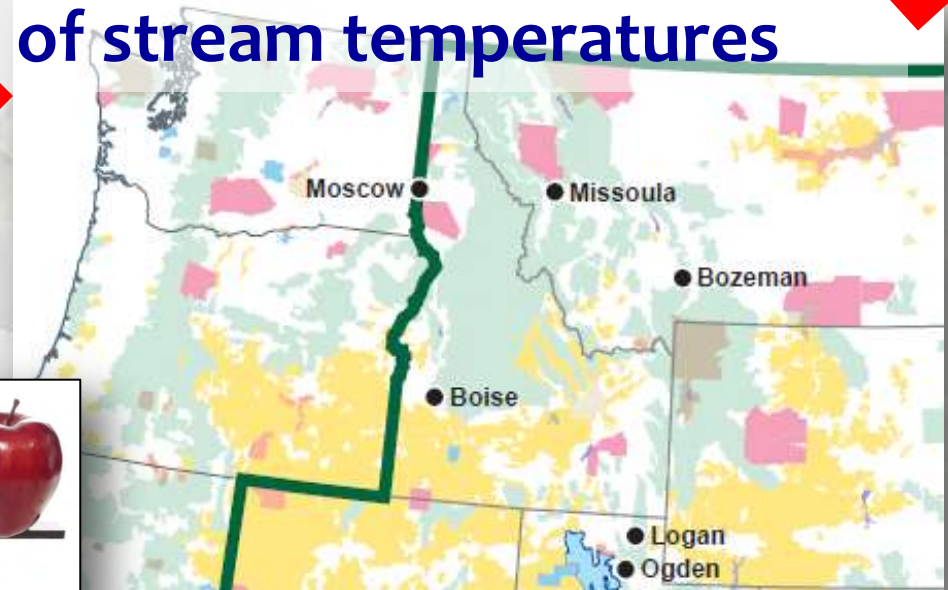 of stream temperatures
Moscow
Missoula
Bozeman
Boise
Logan
Ogden